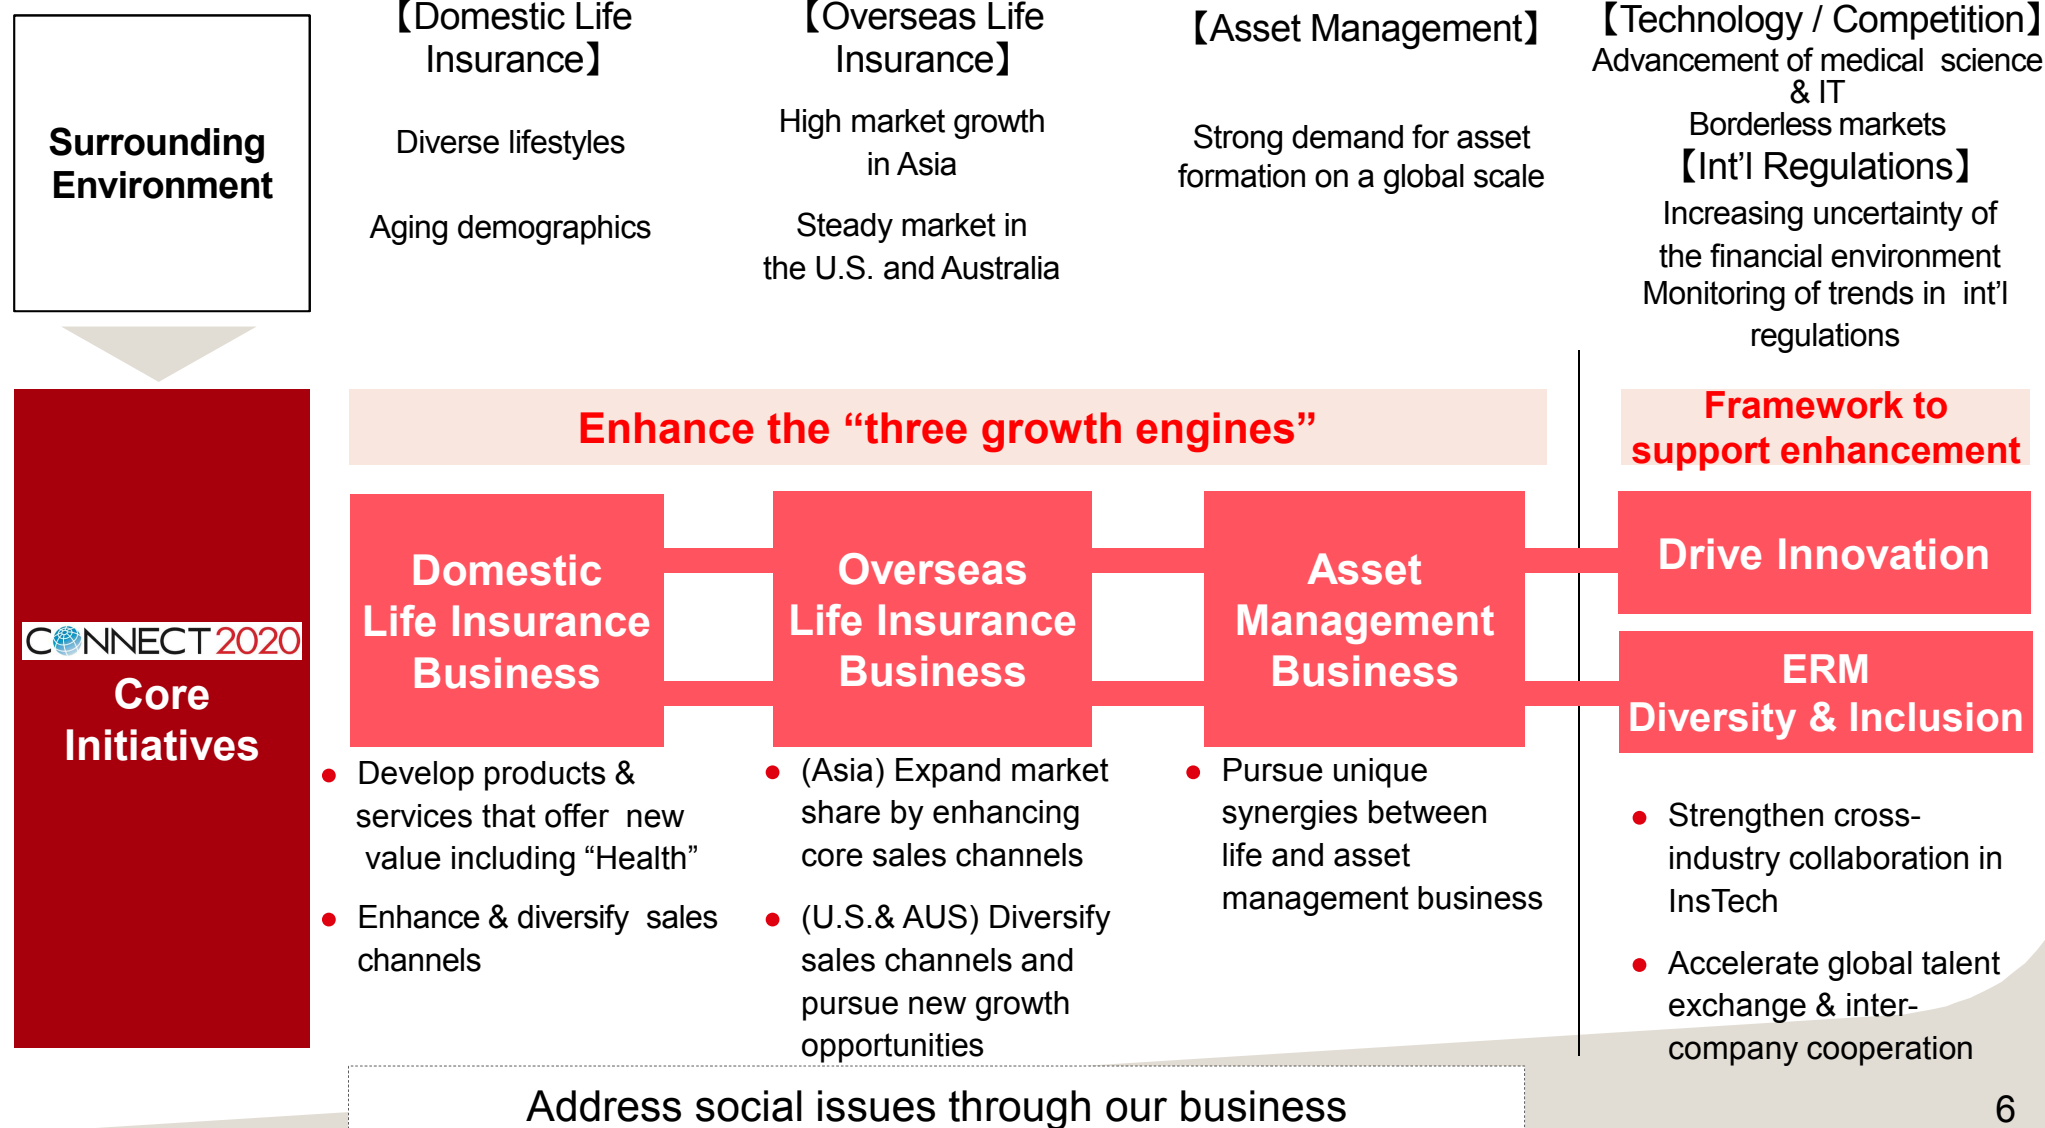 Surrounding
Environment
【Domestic Life
Insurance】
Diverse lifestyles
Aging demographics
【Overseas Life
Insurance】
High market growth
in Asia
Steady market in
the U.S. and Australia
【Asset Management】
Strong demand for asset
formation on a global scale
【Technology / Competition】
Advancement of medical science
& IT
Borderless markets
【Int'l Regulations】
Increasing uncertainty of
the financial environment
Monitoring of trends in int'l
regulations
CONNECT 2020
Core
Initiatives
Enhance the “three growth engines”
Framework to
support enhancement
Domestic
Life Insurance
Business
Overseas
Life Insurance
Business
Asset
Management
Business
Drive Innovation
ERM
Diversity & Inclusion
● Develop products &
services that offer new
value including “Health”
● Enhance & diversify sales
channels
● (Asia) Expand market
share by enhancing
core sales channels
● (U.S.& AUS) Diversify
sales channels and
pursue new growth
opportunities
● Pursue unique
synergies between
life and asset
management business
● Strengthen cross-
industry collaboration in
InsTech
● Accelerate global talent
exchange & inter-
company cooperation
Address social issues through our business
6